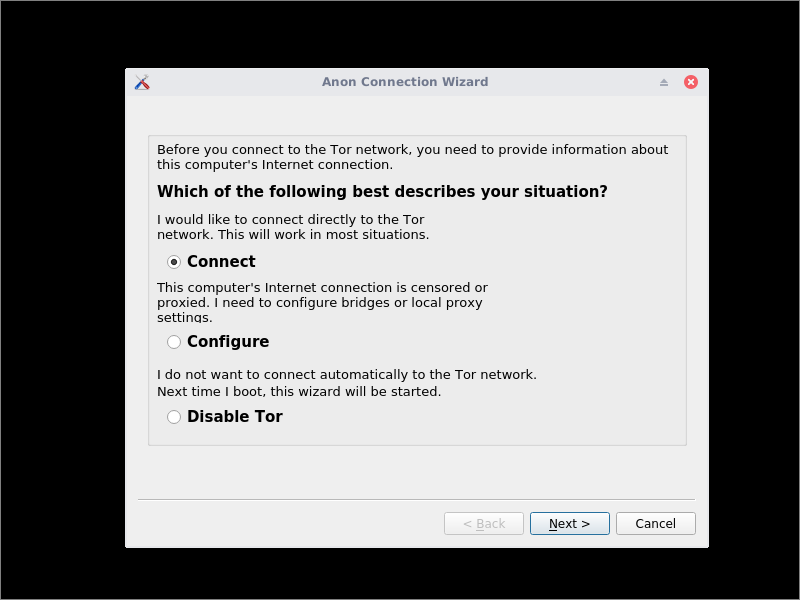 Anon Connection Wizard
Before you connect to the Tor network, you need to provide information about
this computer's Internet connection.
Which of the following best describes your situation?
I would like to connect directly to the Tor
network. This will work in most situations.
Connect
This computer's Internet connection is censored or
proxied. I need to configure bridges or local proxy
settings.
Configure
I do not want to connect automatically to the Tor network.
Next time I boot, this wizard will be started.
Disable Tor
< Back
Next >
Cancel